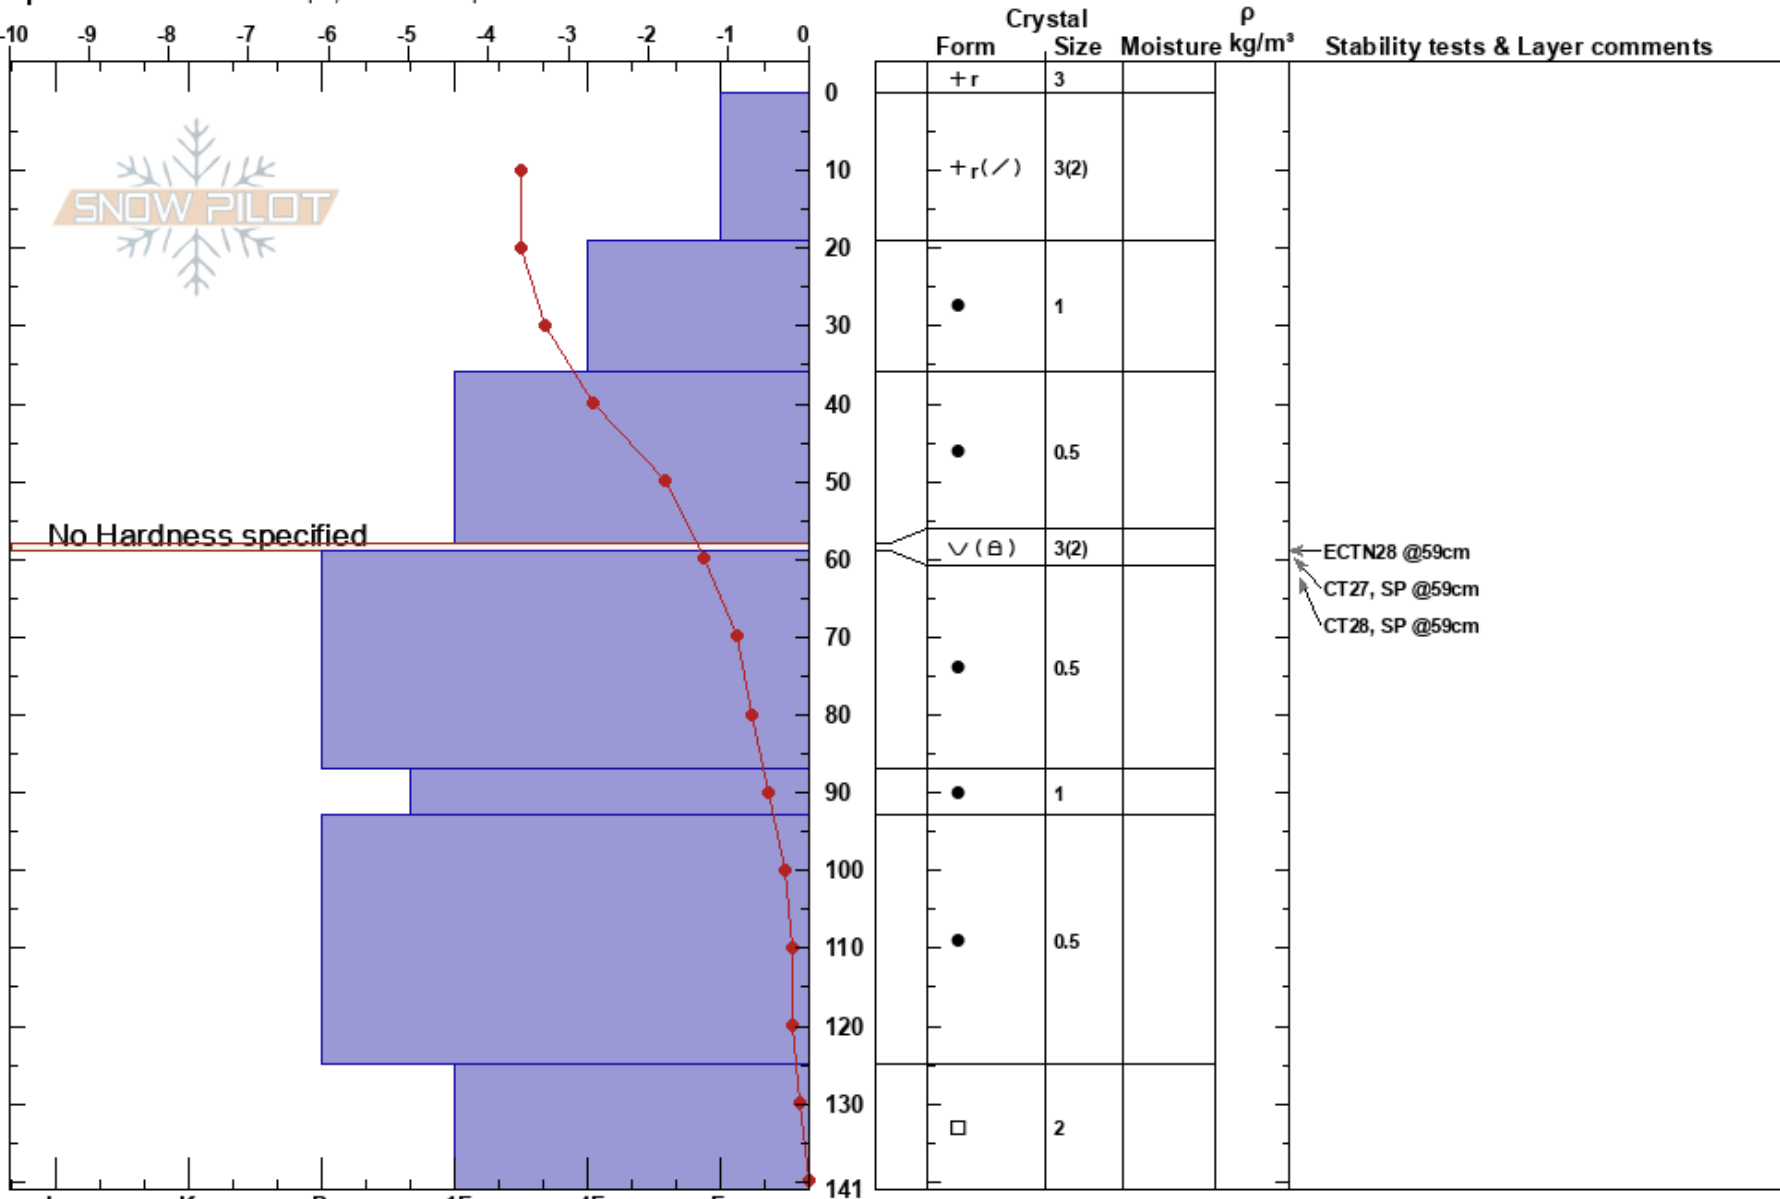 -10 -9 -8 -7 -6 -5 -4 -3 -2 -1 0
Crystal
ρ
Form Size Moisture kg/m³ Stability tests & Layer comments
+r 3
0
SNOW PILOT
10
+r(/) 3(2)
20
● 1
30
40
● 0.5
50
No Hardness specified
∨(⊟) 3(2)
ECTN28 @59cm
60
CT27, SP @59cm
CT28, SP @59cm
70
● 0.5
80
90
● 1
100
110
● 0.5
120
130
□ 2
141